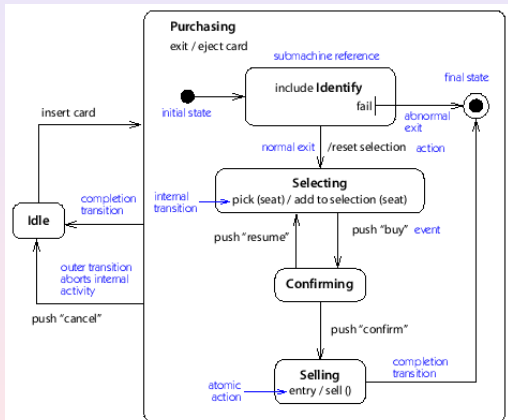 Purchasing
exit / eject card
submachine reference
final state
include Identify
fail
initial state
abnormal
exit
insert card
normal exit
/reset selection
action
Selecting
pick (seat) / add to selection (seat)
completion
transition
internal
transition
Idle
push “resume”
push “buy”
event
outer transition
aborts internal
activity
push “cancel”
Confirming
push “confirm”
Selling
entry / sell ()
completion
transition
atomic
action